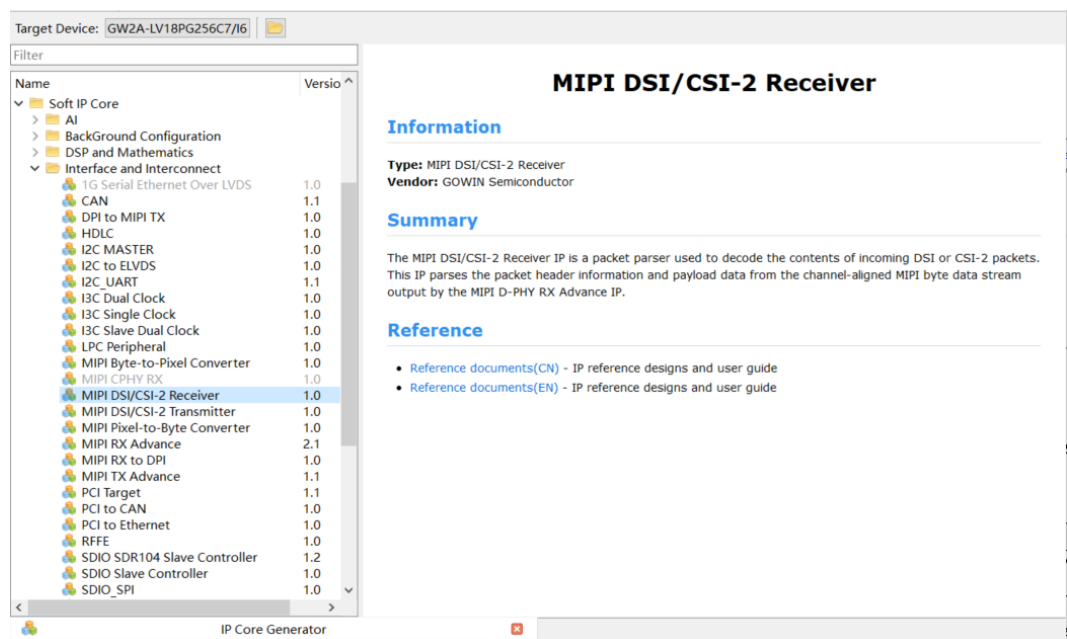 Target Device: GW2A-LV18PG256C7/I6
Filter
Name Versio
Soft IP Core
AI
BackGround Configuration
DSP and Mathematics
Interface and Interconnect
1G Serial Ethernet Over LVDS 1.0
CAN 1.1
DPI to MIPI TX 1.0
HDLC 1.0
I2C MASTER 1.0
I2C to ELVDS 1.0
I2C_UART 1.1
I3C Dual Clock 1.0
I3C Single Clock 1.0
I3C Slave Dual Clock 1.0
LPC Peripheral 1.0
MIPI Byte-to-Pixel Converter 1.0
MIPI CPHY RX 1.0
MIPI DSI/CSI-2 Receiver 1.0
MIPI DSI/CSI-2 Transmitter 1.0
MIPI Pixel-to-Byte Converter 1.0
MIPI RX Advance 2.1
MIPI RX to DPI 1.0
MIPI TX Advance 1.1
PCI Target 1.1
PCI to CAN 1.0
PCI to Ethernet 1.0
RFFE 1.0
SDIO SDR104 Slave Controller 1.2
SDIO Slave Controller 1.0
SDIO_SPI 1.0
MIPI DSI/CSI-2 Receiver
Information
Type: MIPI DSI/CSI-2 Receiver
Vendor: GOWIN Semiconductor
Summary
The MIPI DSI/CSI-2 Receiver IP is a packet parser used to decode the contents of incoming DSI or CSI-2 packets.
This IP parses the packet header information and payload data from the channel-aligned MIPI byte data stream
output by the MIPI D-PHY RX Advance IP.
Reference
• Reference documents(CN) - IP reference designs and user guide
• Reference documents(EN) - IP reference designs and user guide
IP Core Generator